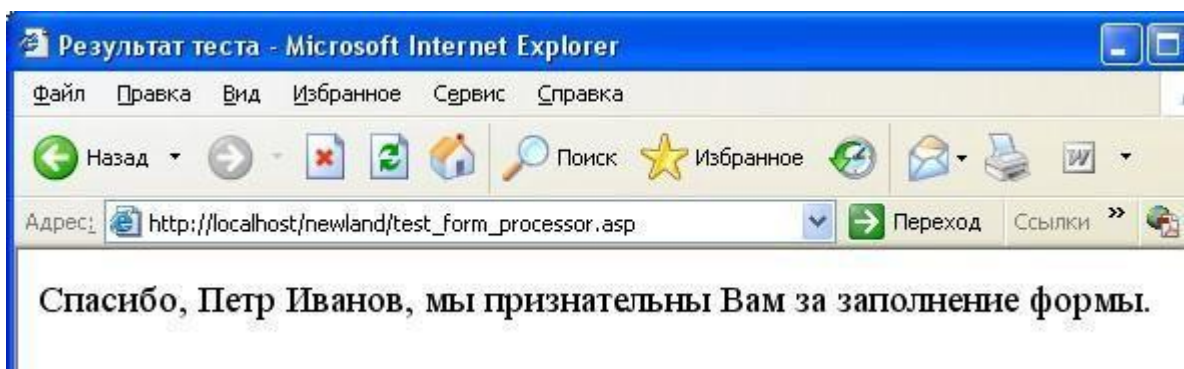 Результат теста - Microsoft Internet Explorer
Файл Правка Вид Избранное Сервис Справка
Назад Поиск Избранное W
Адрес: http://localhost/newland/test_form_processor.asp Переход Ссылки »
Спасибо, Петр Иванов, мы признательны Вам за заполнение формы.